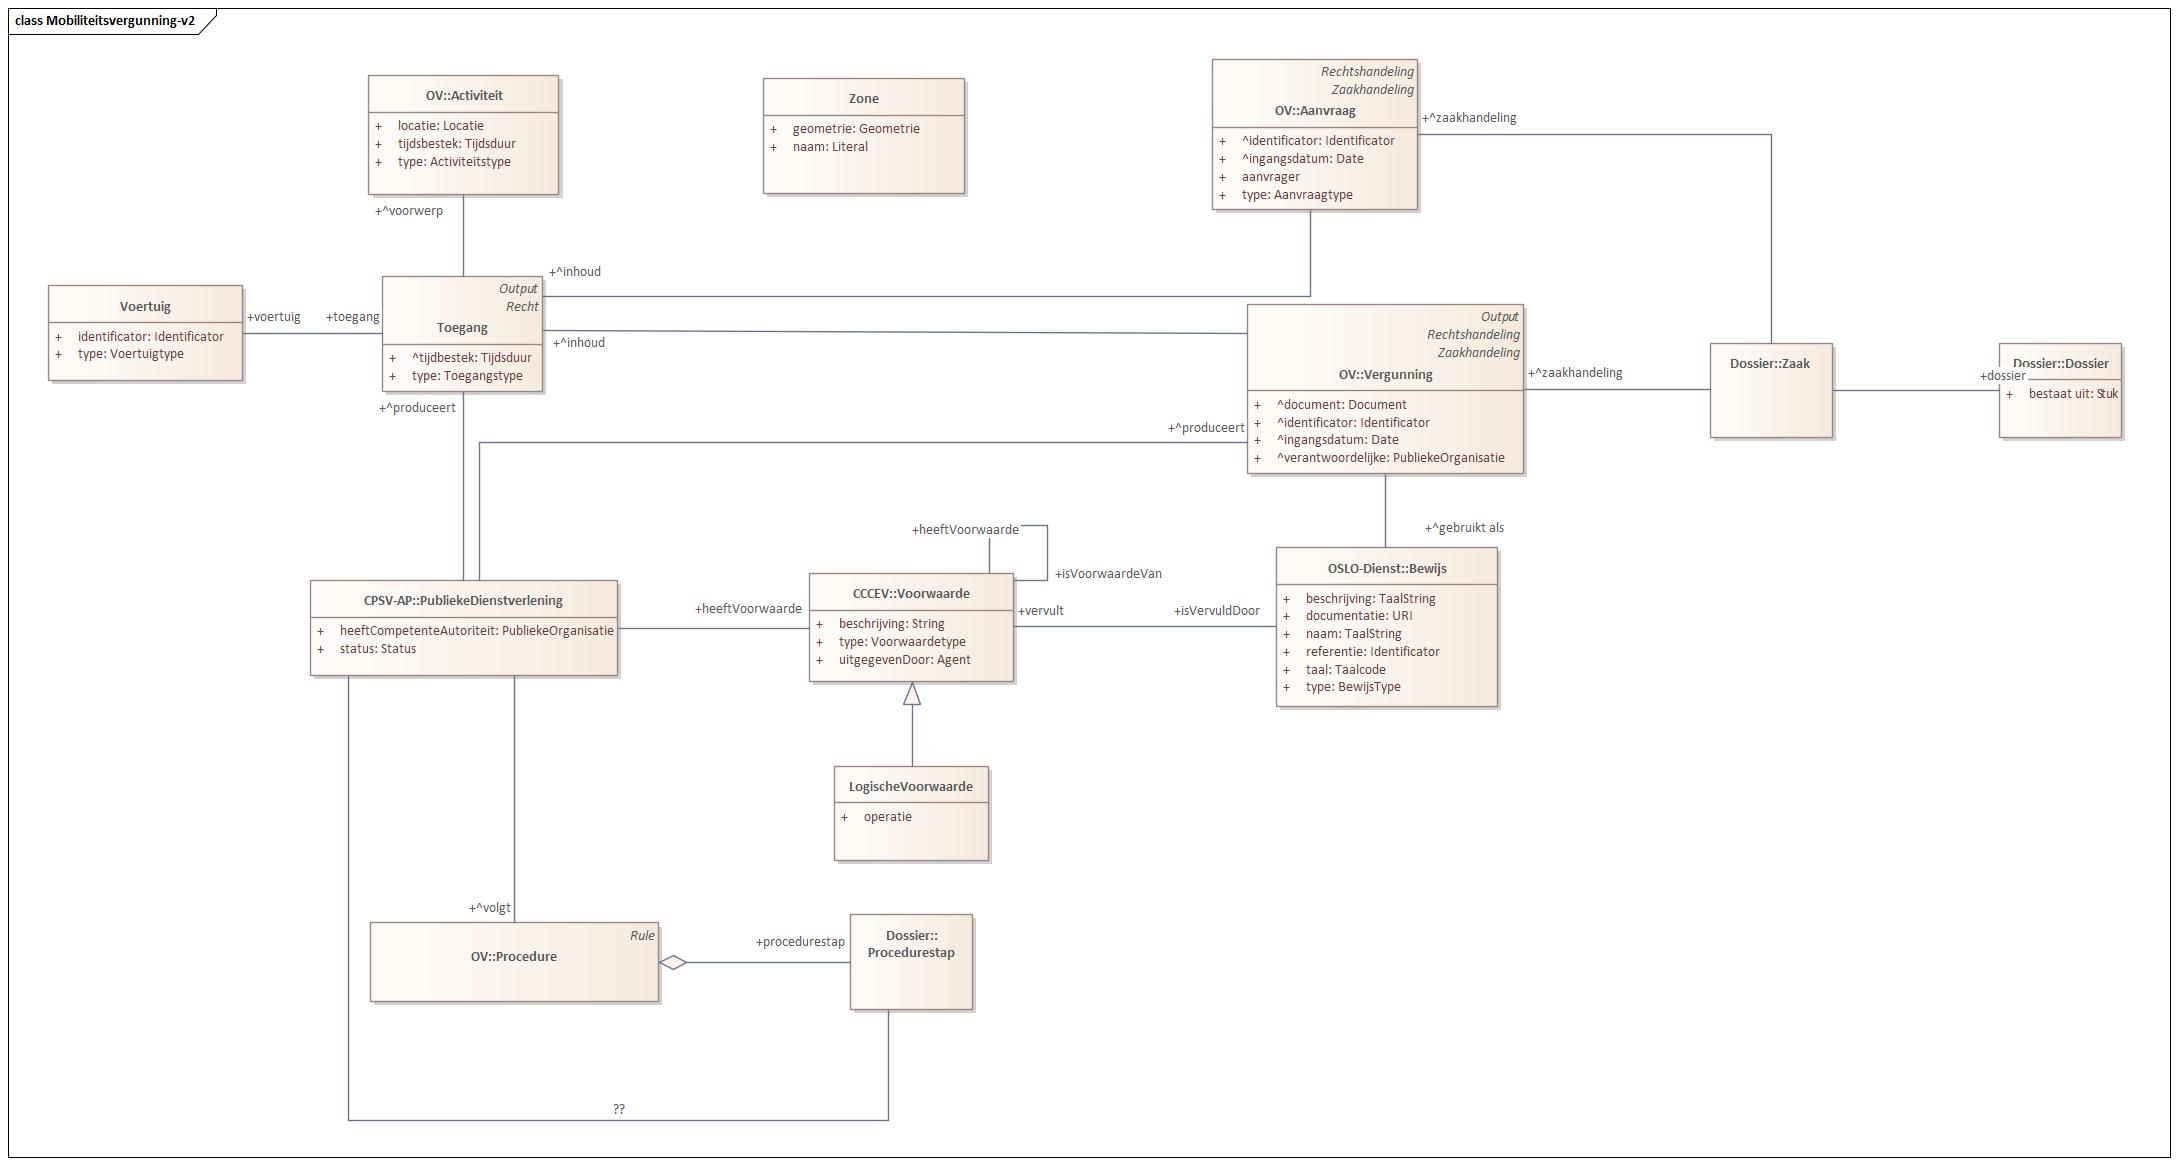 class Mobiliteitsvergunning-v2
OV::Activiteit
+ locatie: Locatie
+ tijdsbestek: Tijdsduur
+ type: Activiteitstype
Zone
+ geometrie: Geometrie
+ naam: Literal
Rechtshandeling
Zaakhandeling
OV::Aanvraag
+ ^identificator: Identificator
+ ^ingangsdatum: Date
+ aanvrager
+ type: Aanvraagtype
+^zaakhandeling
+^voorwerp
+^inhoud
Voertuig
+ identificator: Identificator
+ type: Voertuigtype
+voertuig
+toegang
Output
Recht
Toegang
+ ^tijdbestek: Tijdsduur
+ type: Toegangstype
+^inhoud
+^produceert
Output
Rechtshandeling
Zaakhandeling
OV::Vergunning
+ ^document: Document
+ ^identificator: Identificator
+ ^ingangsdatum: Date
+ ^verantwoordelijke: PubliekeOrganisatie
+^zaakhandeling
Dossier::Zaak
+dossier
Dossier::Dossier
+ bestaat uit: Stuk
+^produceert
+^gebruikt als
+heeftVoorwaarde
+isVoorwaardeVan
CPSV-AP::PubliekeDienstverlening
+ heeftCompetenteAutoriteit: PubliekeOrganisatie
+ status: Status
+heeftVoorwaarde
CCCEV::Voorwaarde
+ beschrijving: String
+ type: Voorwaardetype
+ uitgegevenDoor: Agent
+vervult
+isVervuldDoor
OSLO-Dienst::Bewijs
+ beschrijving: TaalString
+ documentatie: URI
+ naam: TaalString
+ referentie: Identificator
+ taal: Taalcode
+ type: BewijsType
LogischeVoorwaarde
+ operatie
+^volgt
Rule
OV::Procedure
+procedurestap
Dossier::
Procedurestap
??